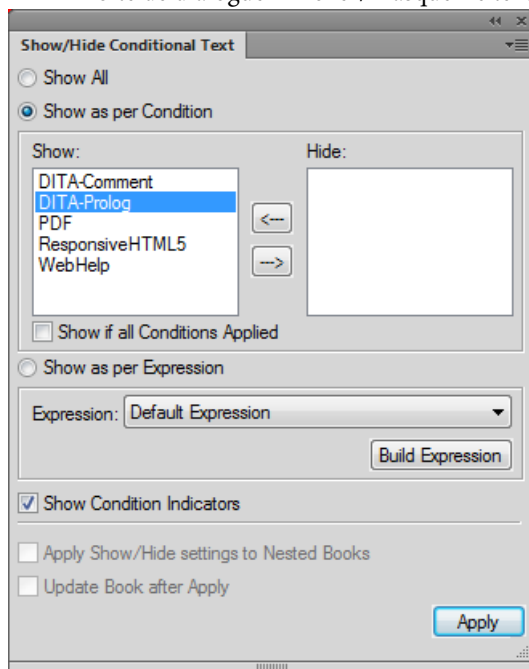 Show/Hide Conditional Text
Show All
Show as per Condition
Show:
Hide:
DITA-Comment
DITA-Prolog
PDF
ResponsiveHTML5
WebHelp
<---
--->
Show if all Conditions Applied
Show as per Expression
Expression: Default Expression
Build Expression
Show Condition Indicators
Apply Show/Hide settings to Nested Books
Update Book after Apply
Apply